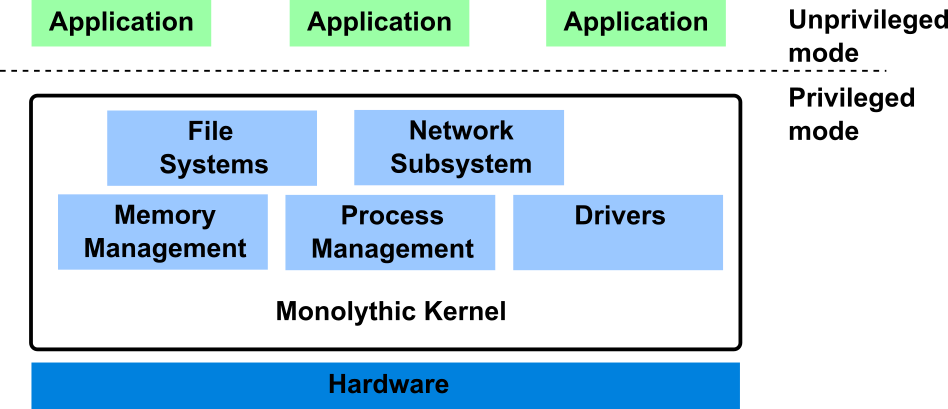 Application
Application
Application
Unprivileged
mode
Privileged
mode
File
Systems
Network
Subsystem
Memory
Management
Process
Management
Drivers
Monolythic Kernel
Hardware